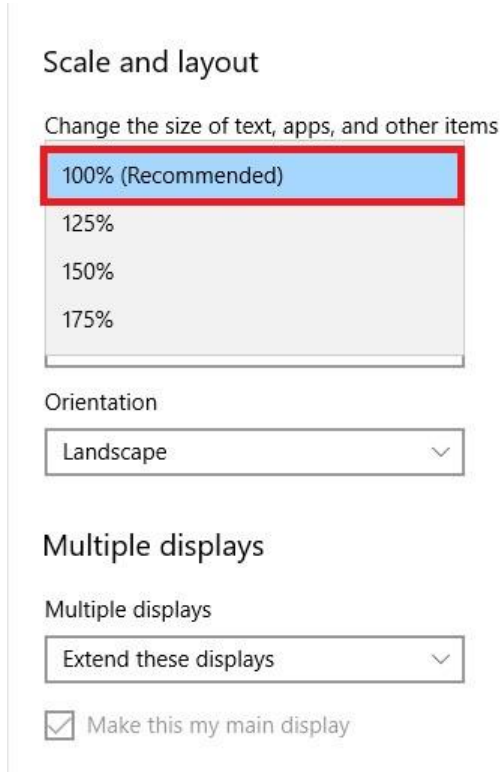 Scale and layout
Change the size of text, apps, and other items
100% (Recommended)
125%
150%
175%
Orientation
Landscape
Multiple displays
Multiple displays
Extend these displays
Make this my main display